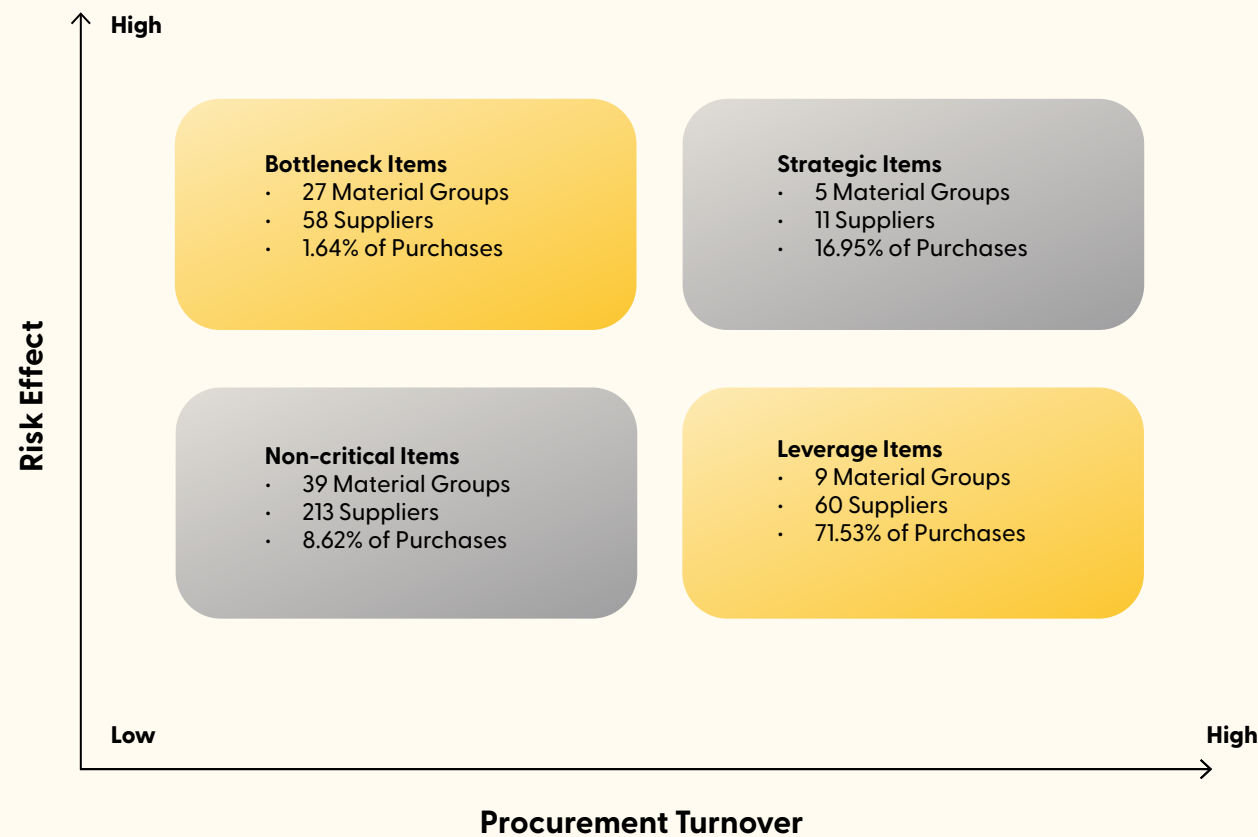 High
Bottleneck Items
· 27 Material Groups
· 58 Suppliers
· 1.64% of Purchases
Strategic Items
· 5 Material Groups
· 11 Suppliers
· 16.95% of Purchases
Risk Effect
Non-critical Items
· 39 Material Groups
· 213 Suppliers
· 8.62% of Purchases
Leverage Items
· 9 Material Groups
· 60 Suppliers
· 71.53% of Purchases
Low
High
Procurement Turnover